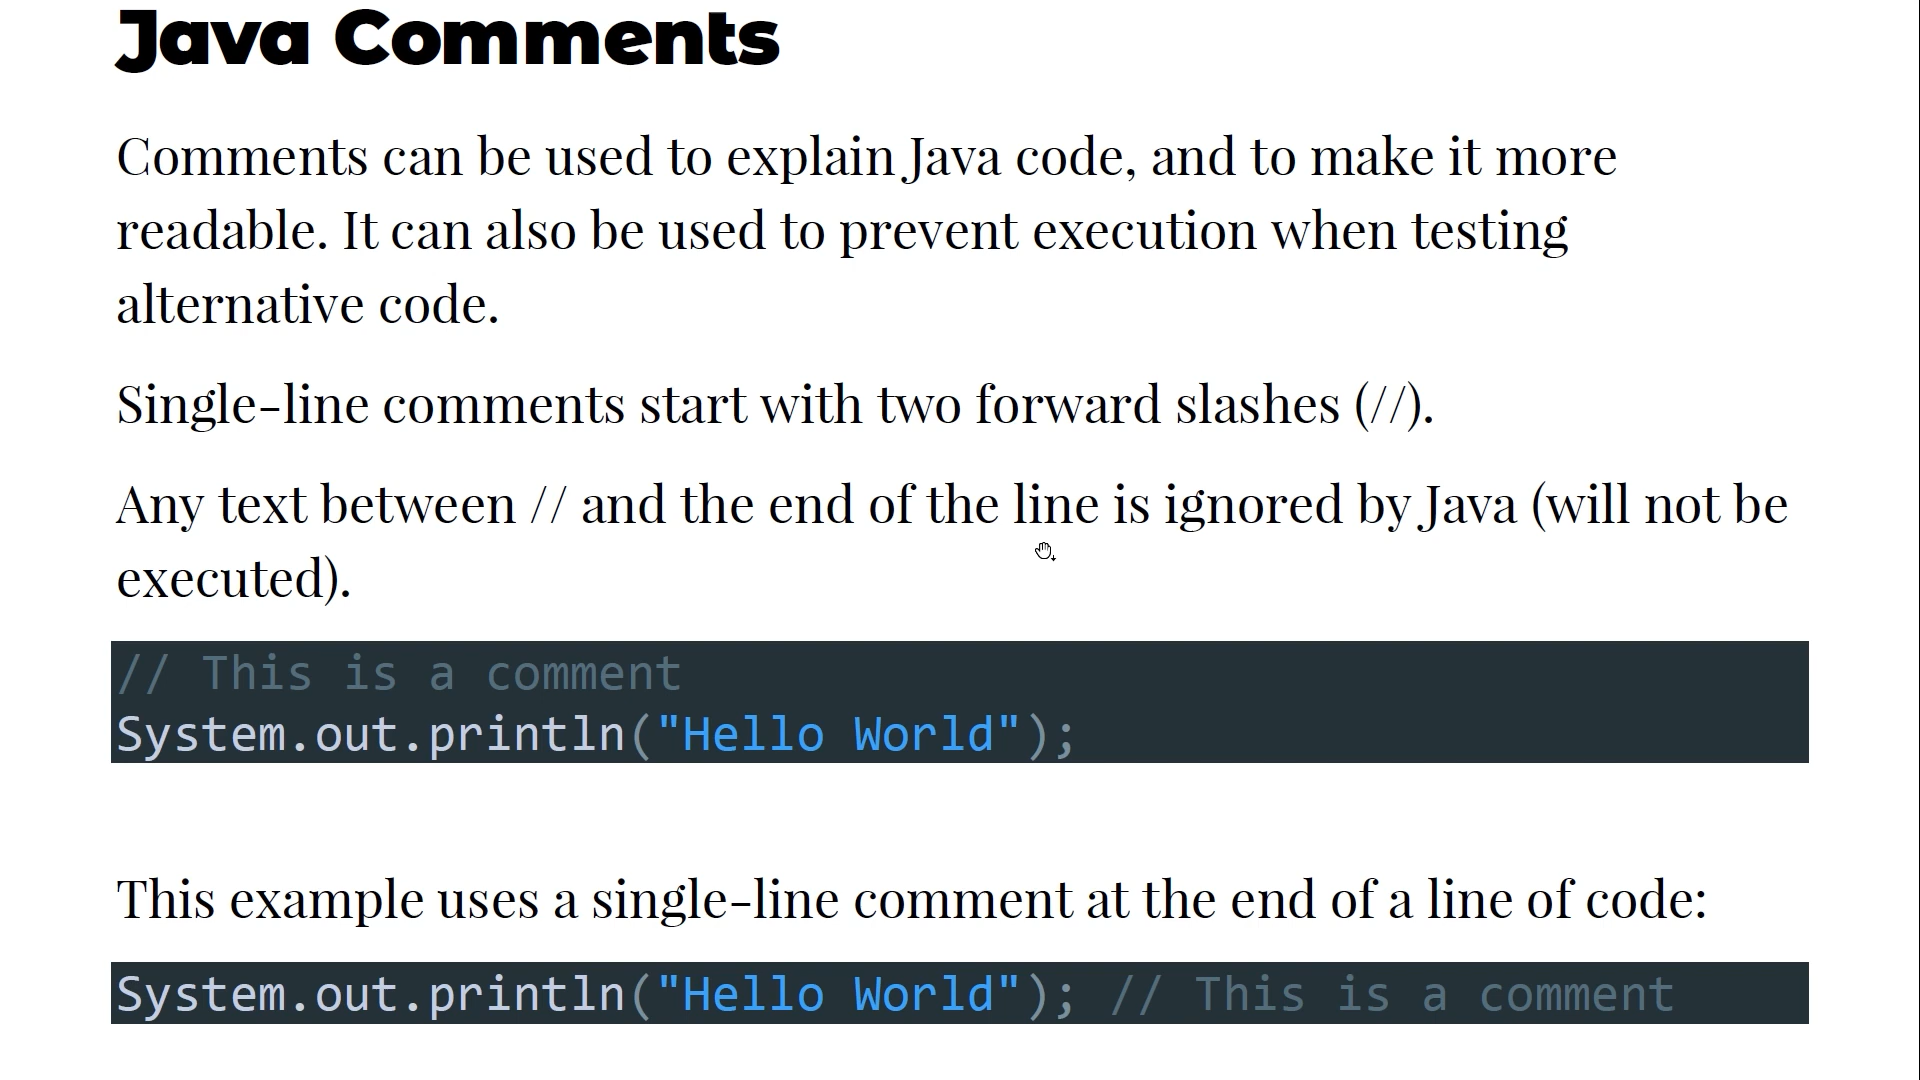 Java Comments
Comments can be used to explain Java code, and to make it more
readable. It can also be used to prevent execution when testing
alternative code.
Single-line comments start with two forward slashes (//).
Any text between // and the end of the line is ignored by Java (will not be
executed).
// This is a comment
System.out.println("Hello World");
This example uses a single-line comment at the end of a line of code:
System.out.println("Hello World"); // This is a comment